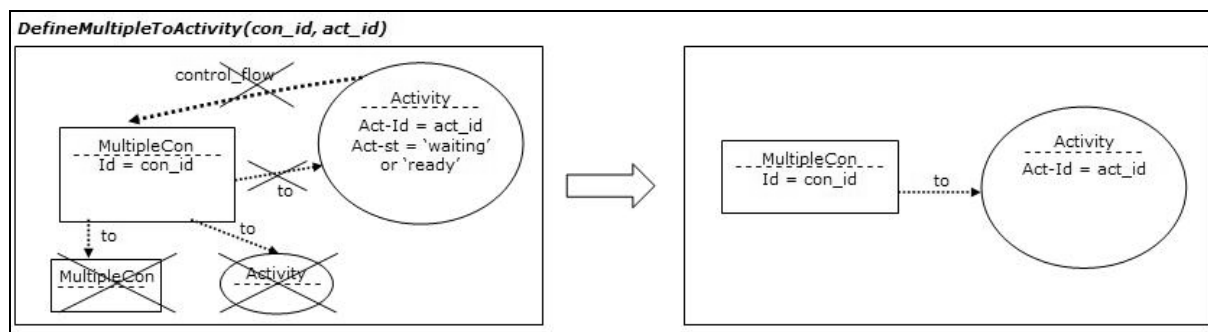 DefineMultipleToActivity(con_id, act_id)
control_flow
Activity
Act-Id = act_id
Act-st = ‘waiting’
or ‘ready’
MultipleCon
Id = con_id
to
to
to
MultipleCon
Activity
MultipleCon
Id = con_id
to
Activity
Act-Id = act_id